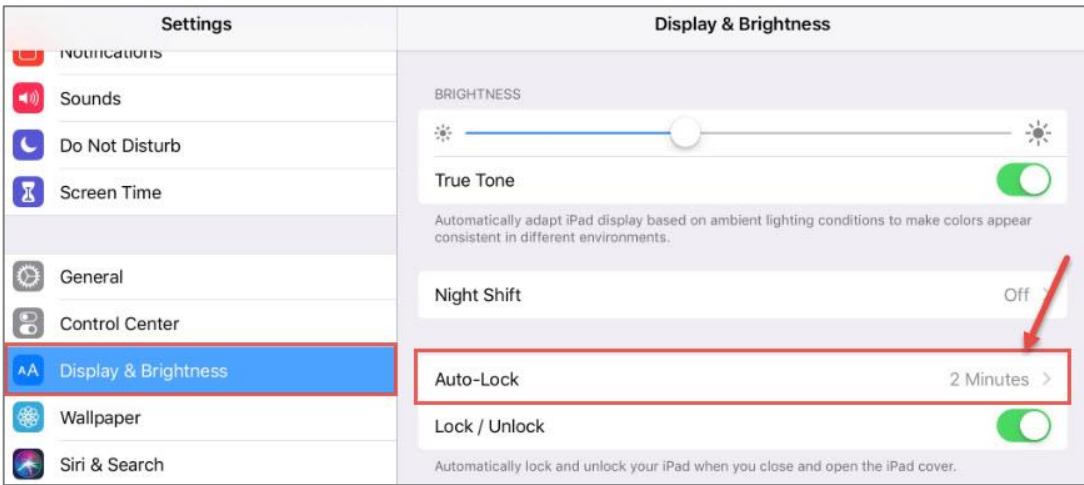 Settings
Display & Brightness
Notifications
Sounds
Do Not Disturb
Screen Time
General
Control Center
AA Display & Brightness
Wallpaper
Siri & Search
BRIGHTNESS
True Tone
Automatically adapt iPad display based on ambient lighting conditions to make colors appear
consistent in different environments.
Night Shift Off
Auto-Lock 2 Minutes
Lock / Unlock
Automatically lock and unlock your iPad when you close and open the iPad cover.